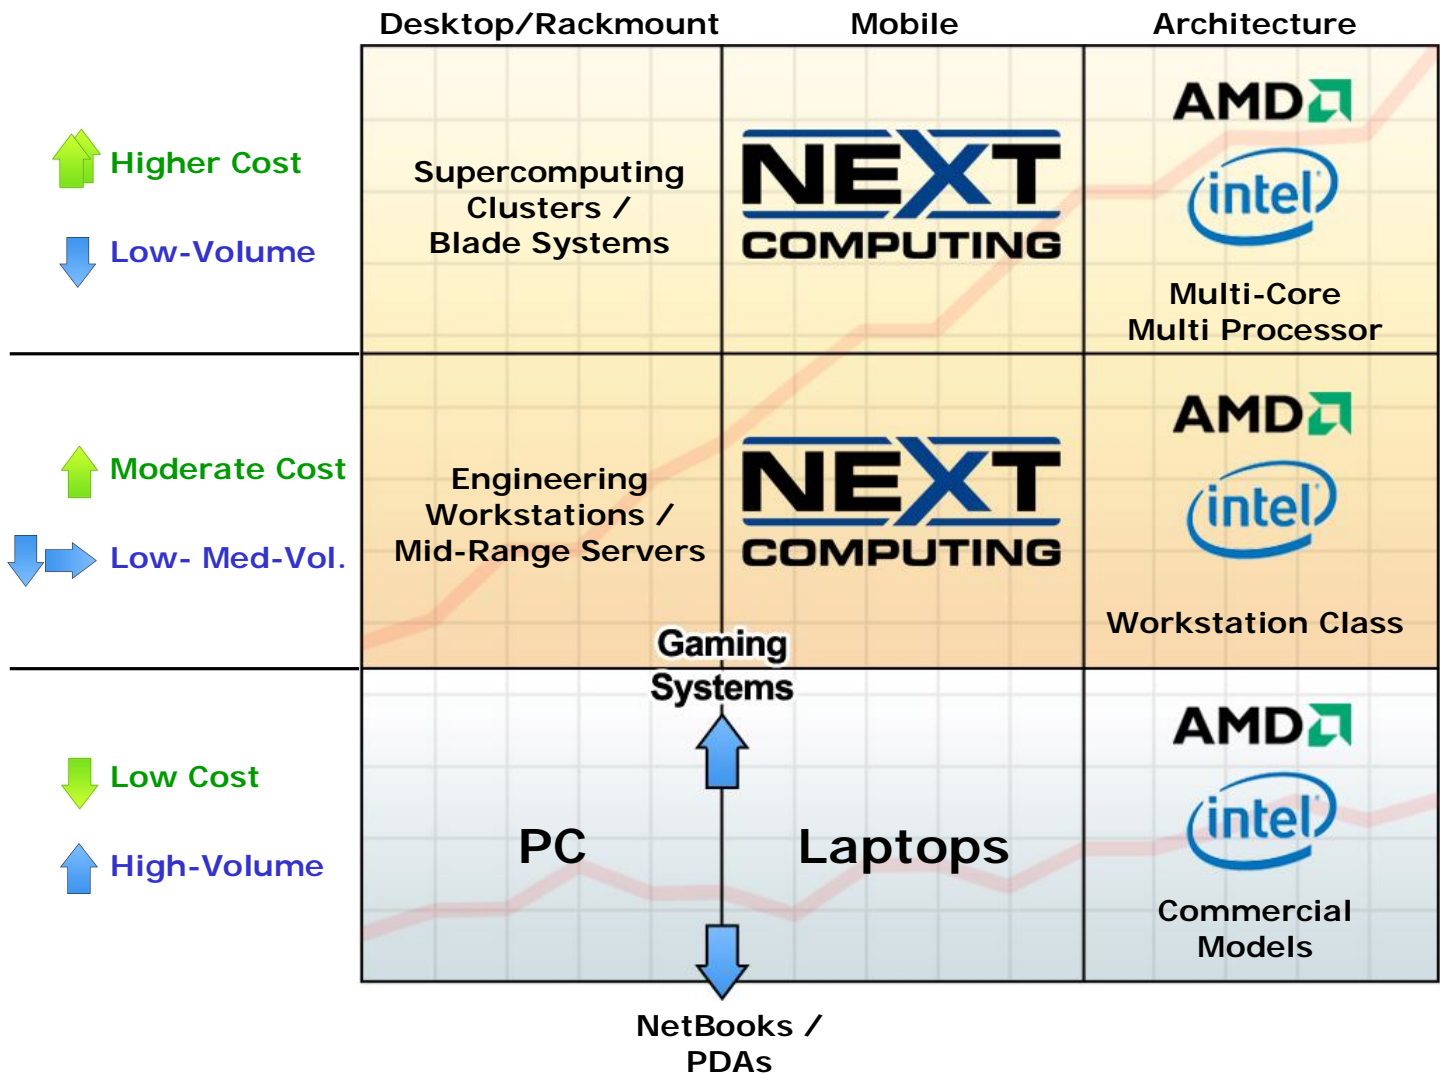 Desktop/Rackmount
Mobile
Architecture
Higher Cost
Low-Volume
Supercomputing
Clusters /
Blade Systems
NEXT
COMPUTING
AMD
intel
Multi-Core
Multi Processor
Moderate Cost
Low- Med-Vol.
Engineering
Workstations /
Mid-Range Servers
NEXT
COMPUTING
AMD
intel
Workstation Class
Gaming
Systems
Low Cost
High-Volume
PC
Laptops
AMD
intel
Commercial
Models
NetBooks /
PDAs